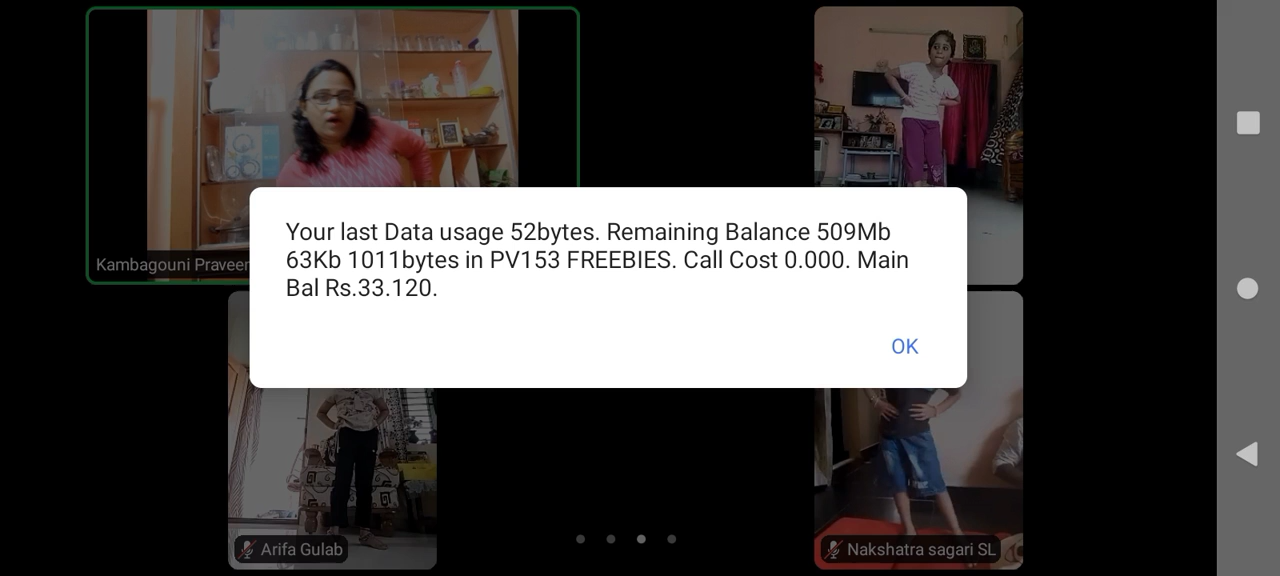 Kambagouni Praveen
Your last Data usage 52bytes. Remaining Balance 509Mb
63Kb 1011bytes in PV153 FREEBIES. Call Cost 0.000. Main
Bal Rs.33.120.
OK
Arifa Gulab
Nakshatra sagari SL